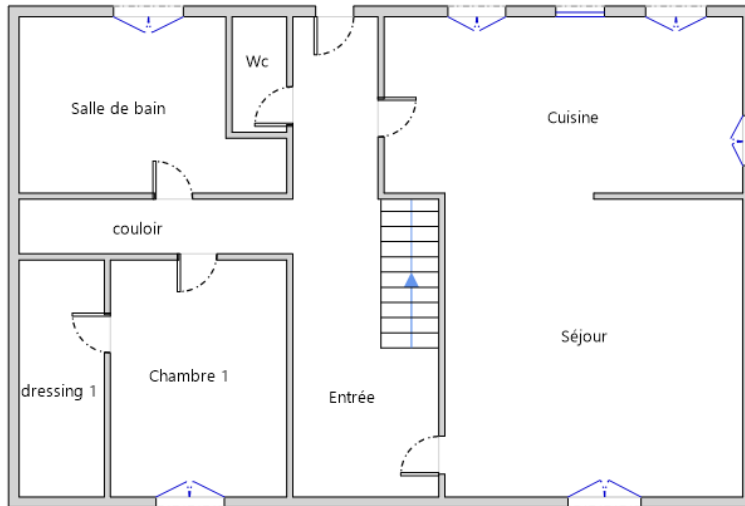 Wc
Salle de bain
Cuisine
couloir
Séjour
Chambre 1
dressing 1
Entrée